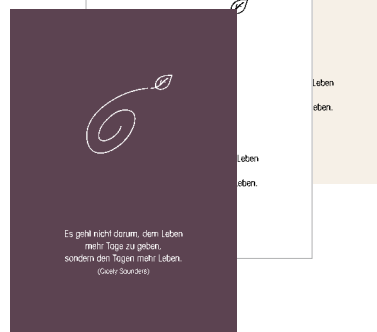 Es geht nicht darum, dem Leben
mehr Tage zu geben,
sondern den Tagen mehr Leben.
(Cicely Saunders)
Leben
eben.
Leben
eben.